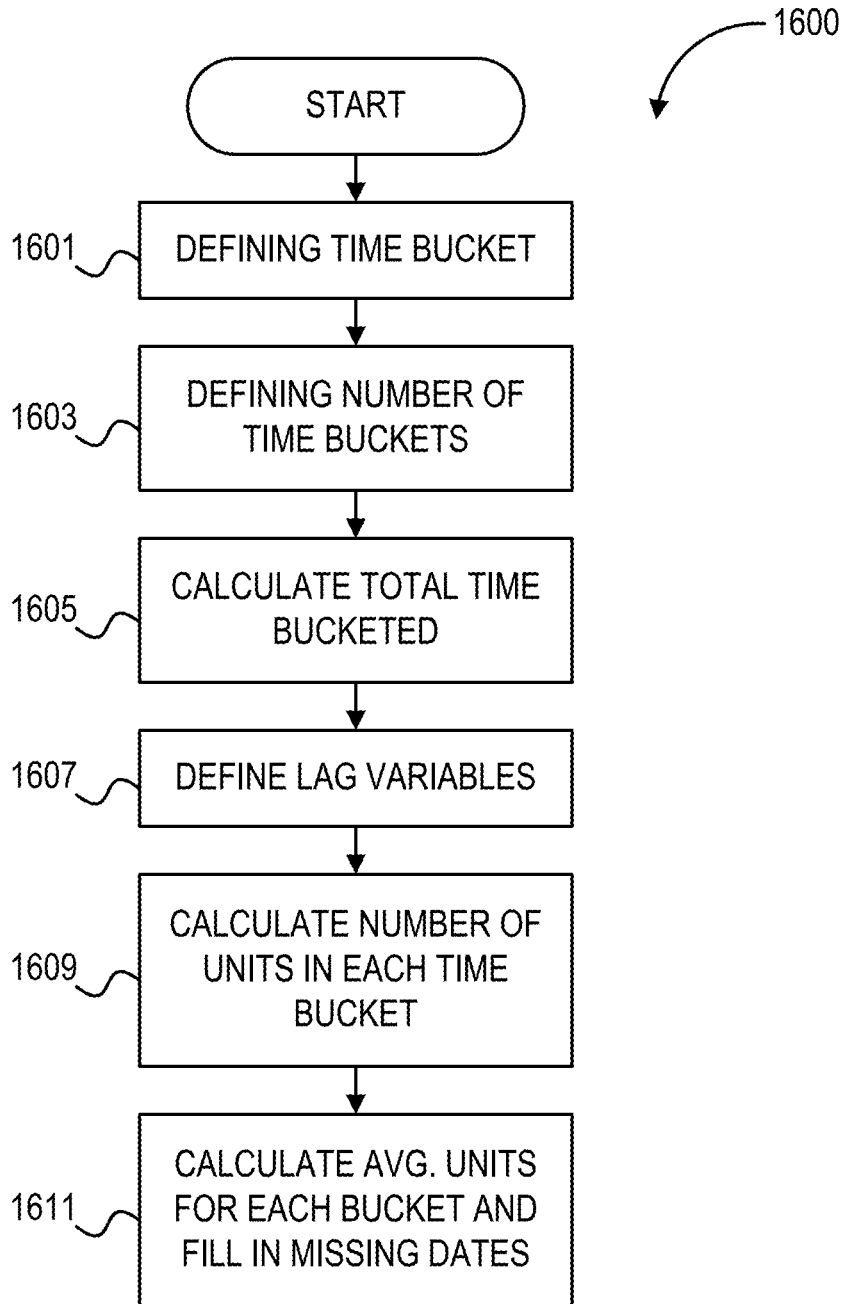 1600
START
1601
DEFINING TIME BUCKET
1603
DEFINING NUMBER OF
TIME BUCKETS
1605
CALCULATE TOTAL TIME
BUCKETED
1607
DEFINE LAG VARIABLES
1609
CALCULATE NUMBER OF
UNITS IN EACH TIME
BUCKET
1611
CALCULATE AVG. UNITS
FOR EACH BUCKET AND
FILL IN MISSING DATES